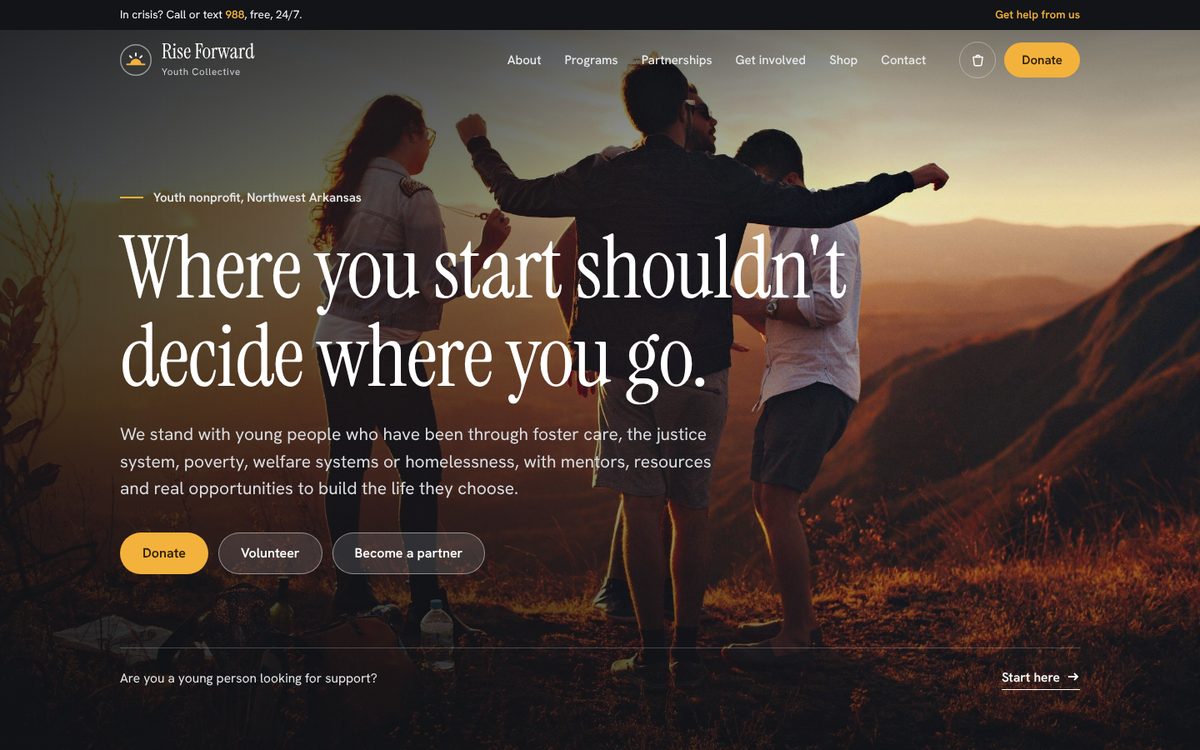 In crisis? Call or text 988, free, 24/7.
Get help from us
Rise Forward
Youth Collective
About
Programs
Partnerships
Get involved
Shop
Contact
Donate
Youth nonprofit, Northwest Arkansas
Where you start shouldn't
decide where you go.
We stand with young people who have been through foster care, the justice
system, poverty, welfare systems or homelessness, with mentors, resources
and real opportunities to build the life they choose.
Donate
Volunteer
Become a partner
Are you a young person looking for support?
Start here →